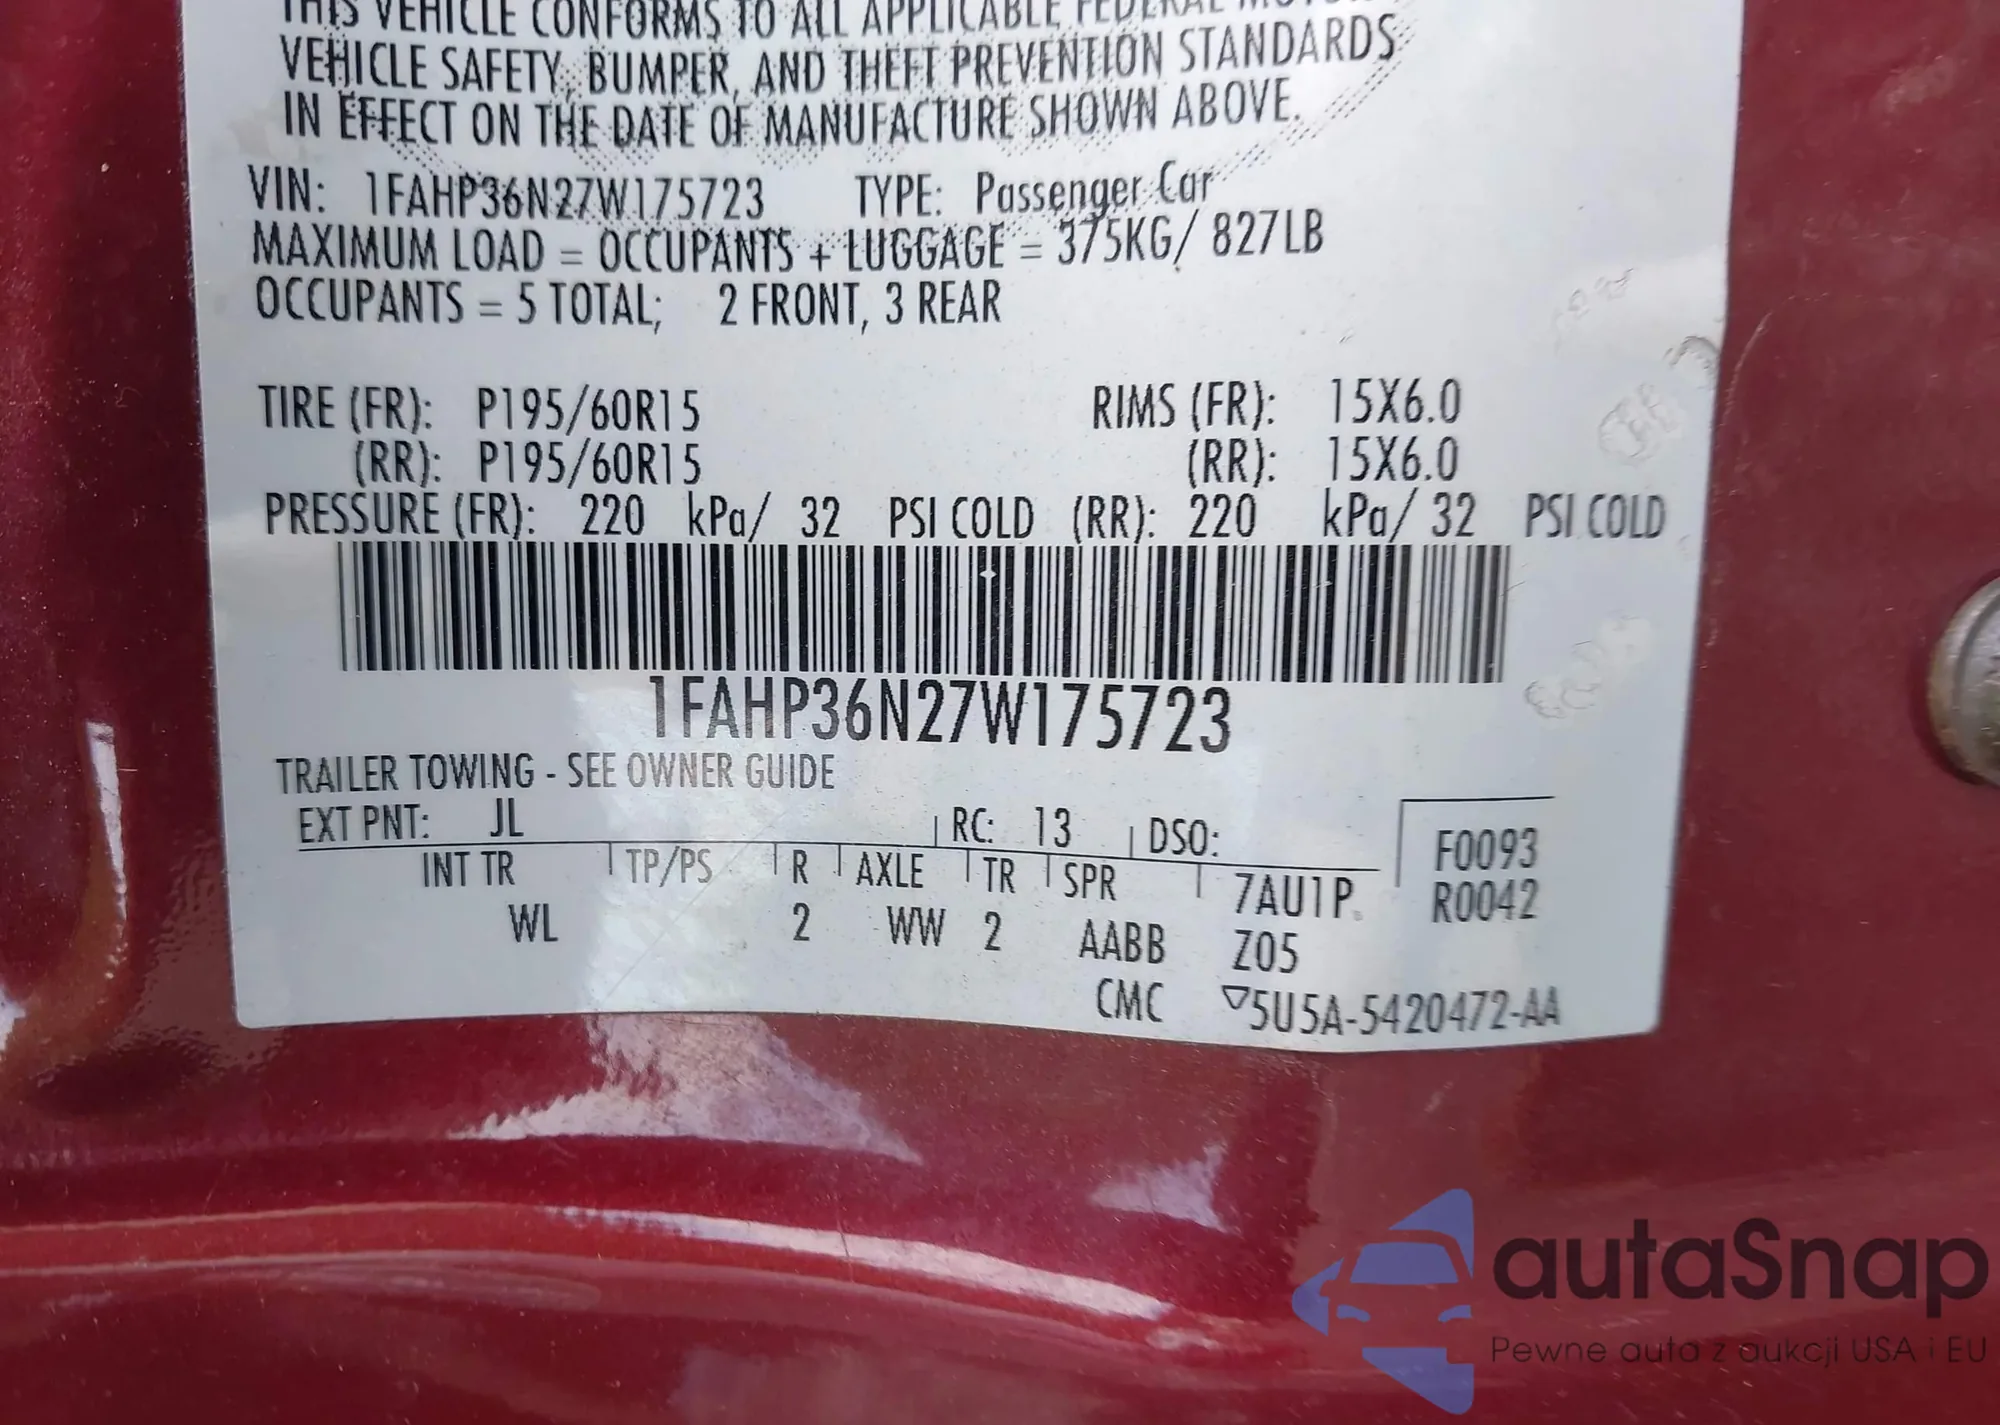 THIS VEHICLE CONFORMS TO ALL APPLICABLE FEDERAL MOTOR
VEHICLE SAFETY, BUMPER, AND THEFT PREVENTION STANDARDS
IN EFFECT ON THE DATE OF MANUFACTURE SHOWN ABOVE.
VIN: 1FAHP36N27W175723 TYPE: Passenger Car
MAXIMUM LOAD = OCCUPANTS + LUGGAGE = 375KG/ 827LB
OCCUPANTS = 5 TOTAL; 2 FRONT, 3 REAR
TIRE (FR): P195/60R15 RIMS (FR): 15X6.0
(RR): P195/60R15 (RR): 15X6.0
PRESSURE (FR): 220 kPa/ 32 PSI COLD (RR): 220 kPa/ 32 PSI COLD
1FAHP36N27W175723
TRAILER TOWING - SEE OWNER GUIDE
EXT PNT: JL RC: 13 DSO: F0093
INT TR TP/PS R AXLE TR SPR 7AU1P R0042
WL 2 WW 2 AABB Z05
CMC ▽5U5A-5420472-AA
autaSnap
Pewne auta z aukcji USA i EU